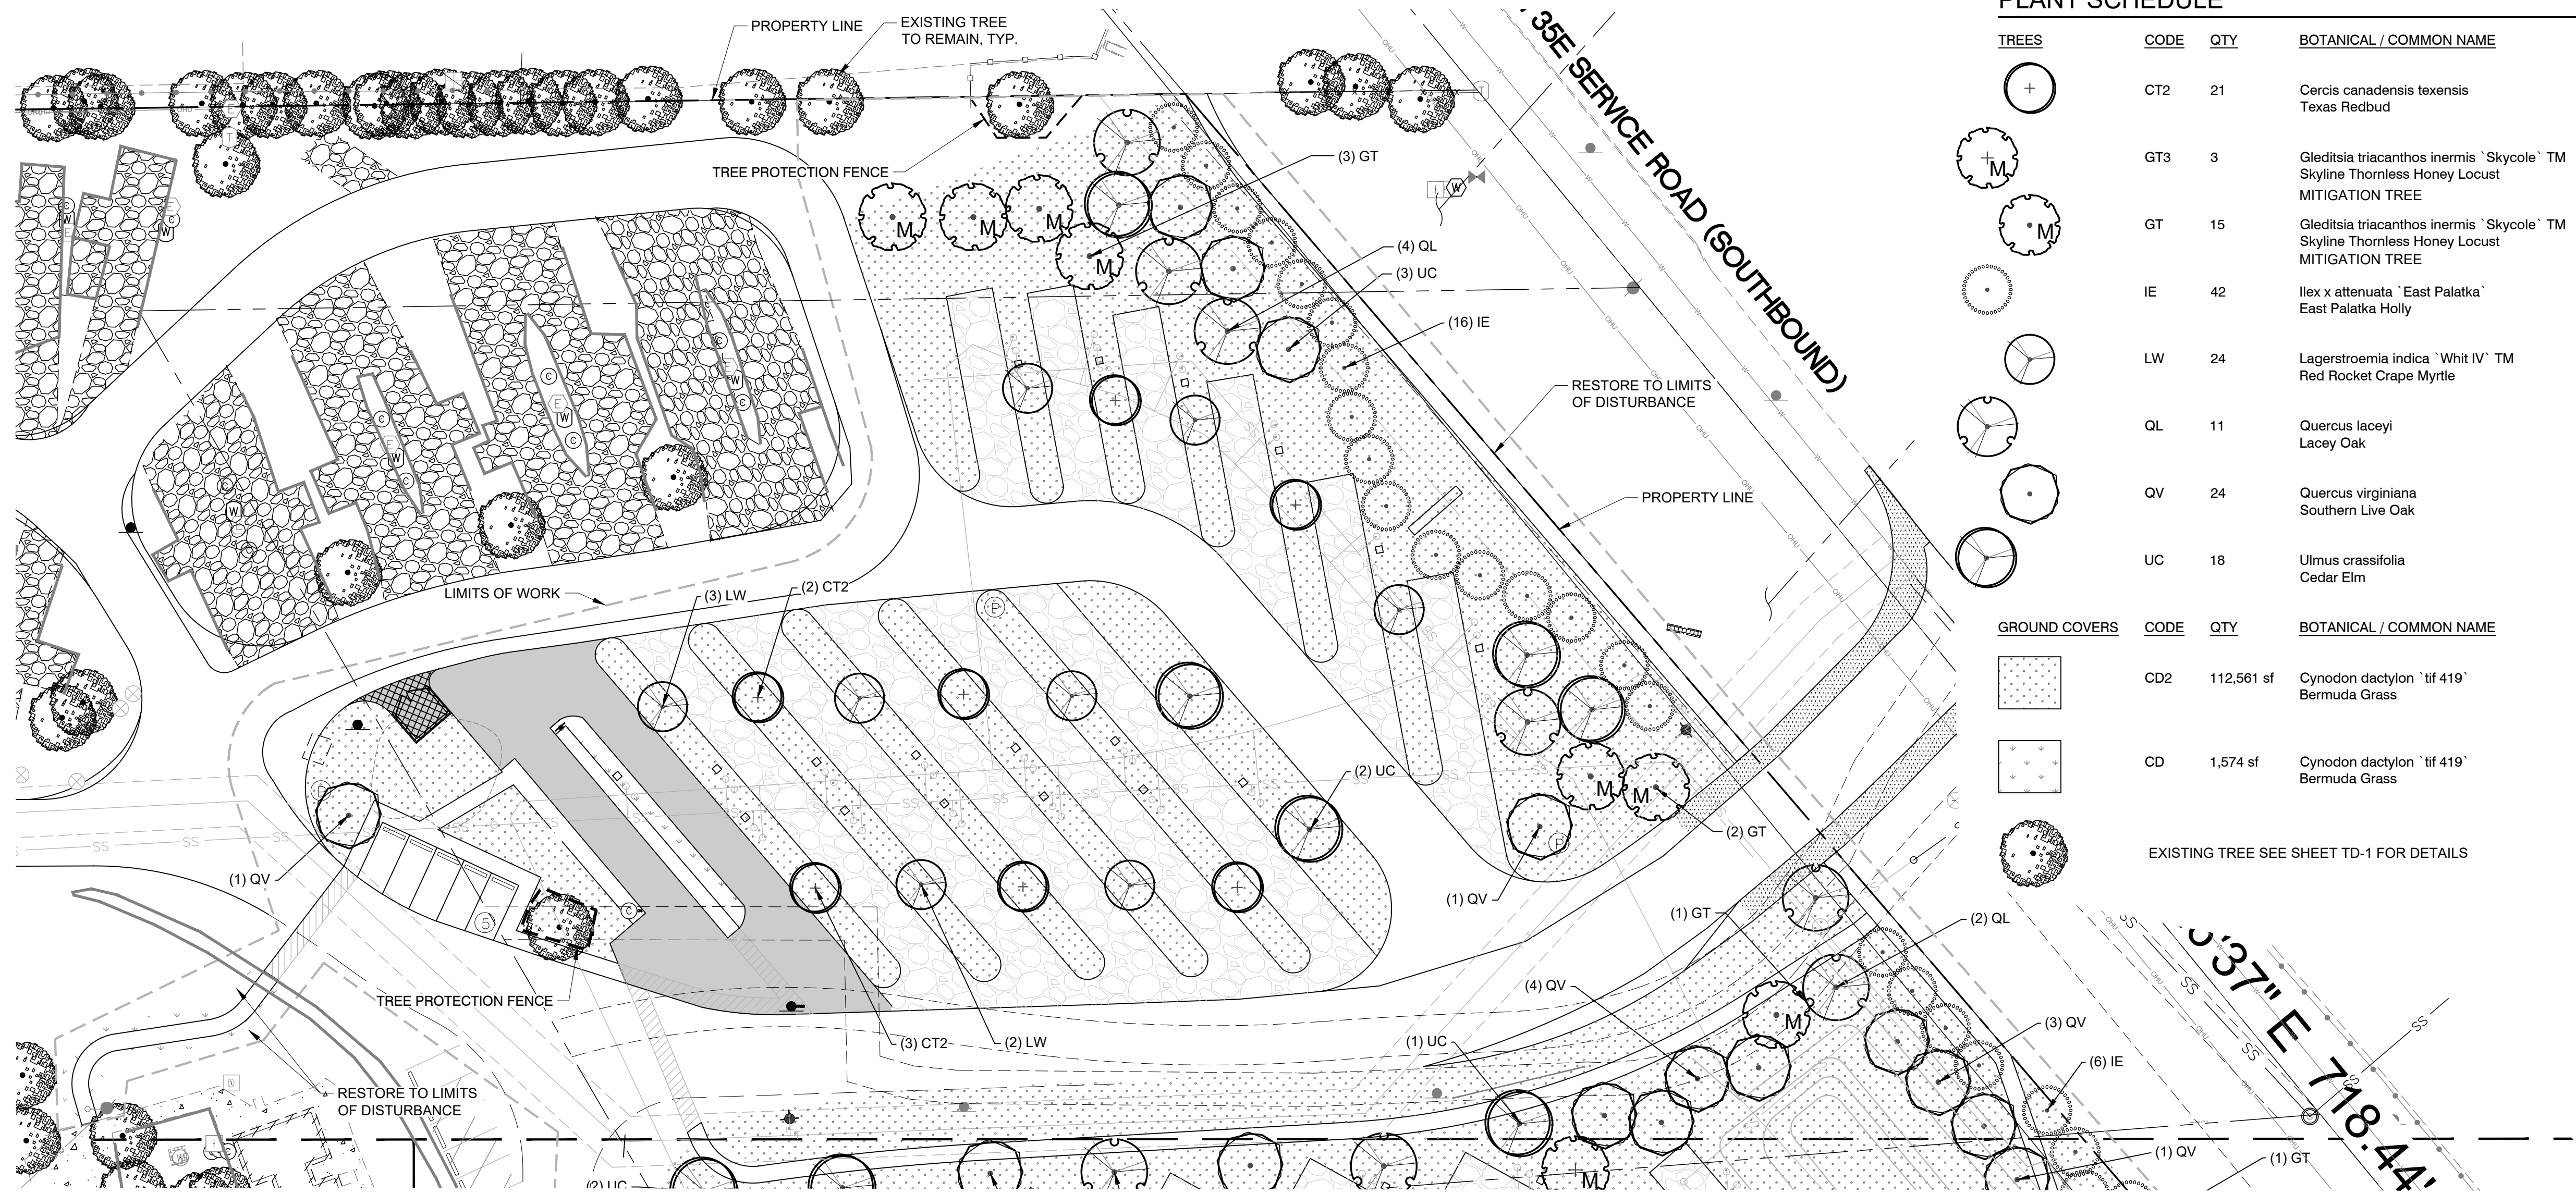 PROPERTY LINE
EXISTING TREE
TO REMAIN, TYP.
35E SERVICE ROAD (SOUTHBOUND)
TREE PROTECTION FENCE
(3) GT
(4) QL
(3) UC
(16) IE
RESTORE TO LIMITS
OF DISTURBANCE
PROPERTY LINE
LIMITS OF WORK
(3) LW
(2) CT2
(2) UC
(2) GT
(1) QV
(1) QV
(1) GT
(2) QL
TREE PROTECTION FENCE
(4) QV
(3) QV
(3) CT2
(2) LW
(1) UC
(6) IE
RESTORE TO LIMITS
OF DISTURBANCE
(1) QV
(1) GT
(2) UC
'37" E 718.44'
PLANT SCHEDULE
TREES CODE QTY BOTANICAL / COMMON NAME
CT2 21 Cercis canadensis texensis
Texas Redbud
GT3 3 Gleditsia triacanthos inermis `Skycole` TM
Skyline Thornless Honey Locust
MITIGATION TREE
GT 15 Gleditsia triacanthos inermis `Skycole` TM
Skyline Thornless Honey Locust
MITIGATION TREE
IE 42 Ilex x attenuata `East Palatka`
East Palatka Holly
LW 24 Lagerstroemia indica `Whit IV` TM
Red Rocket Crape Myrtle
QL 11 Quercus laceyi
Lacey Oak
QV 24 Quercus virginiana
Southern Live Oak
UC 18 Ulmus crassifolia
Cedar Elm
GROUND COVERS CODE QTY BOTANICAL / COMMON NAME
CD2 112,561 sf Cynodon dactylon `tif 419`
Bermuda Grass
CD 1,574 sf Cynodon dactylon `tif 419`
Bermuda Grass
EXISTING TREE SEE SHEET TD-1 FOR DETAILS